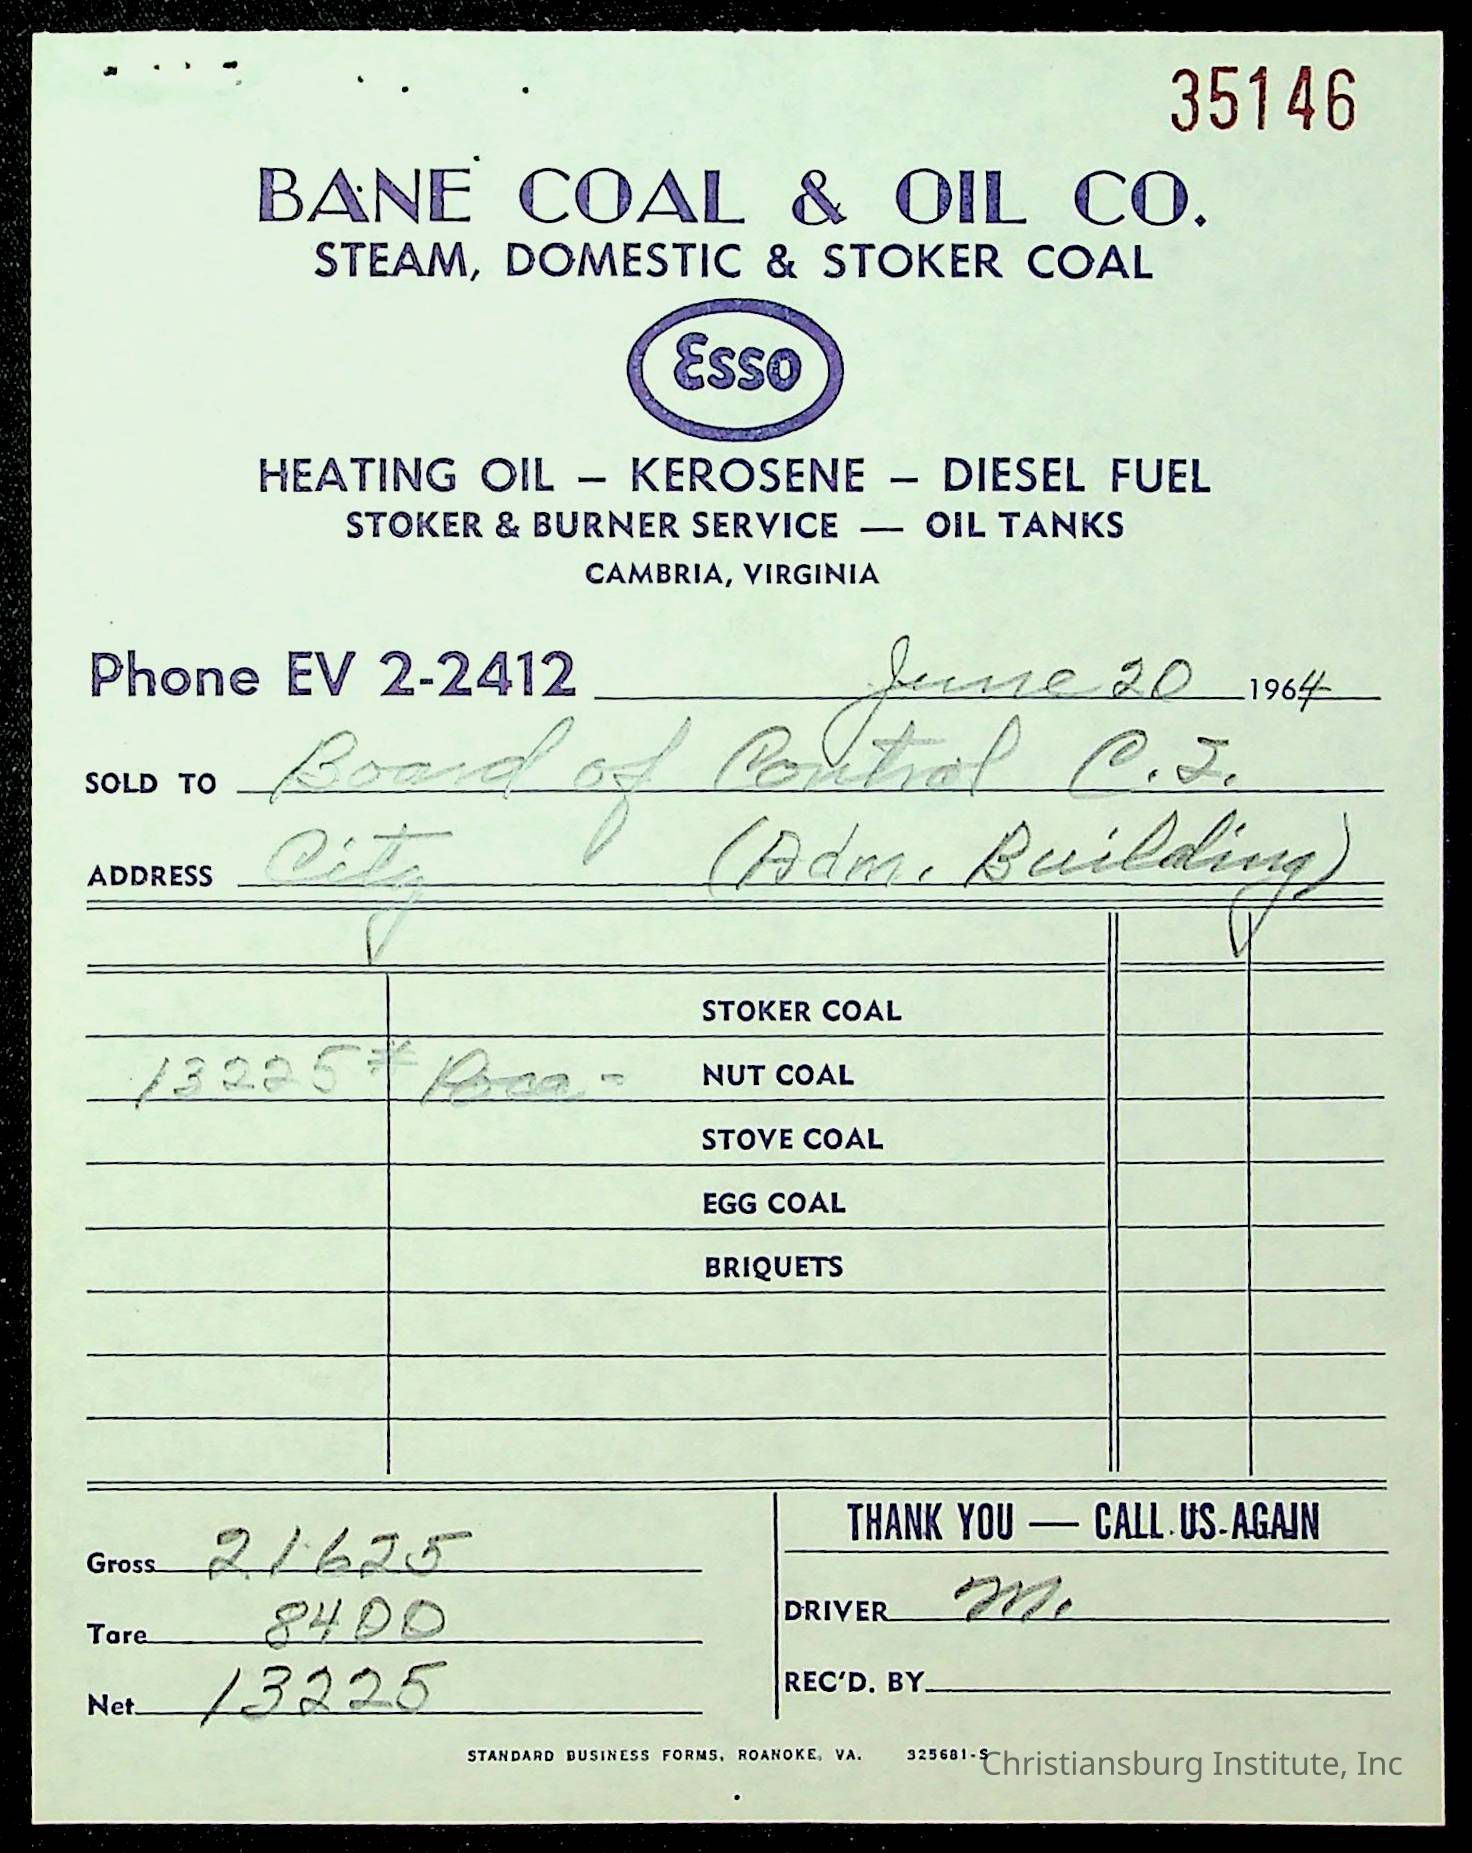 35146
BANE COAL & OIL CO.
STEAM, DOMESTIC & STOKER COAL
Esso
HEATING OIL – KEROSENE – DIESEL FUEL
STOKER & BURNER SERVICE — OIL TANKS
CAMBRIA, VIRGINIA
Phone EV 2-2412 June 20 1964
SOLD TO Board of Control C.I.
ADDRESS City (Adm. Building)
STOKER COAL
13225# Poca - NUT COAL
STOVE COAL
EGG COAL
BRIQUETS
THANK YOU — CALL US AGAIN
Gross 21625
DRIVER M.
Tare 8400
REC'D. BY
Net 13225
STANDARD BUSINESS FORMS, ROANOKE, VA. 325681-S
Christiansburg Institute, Inc